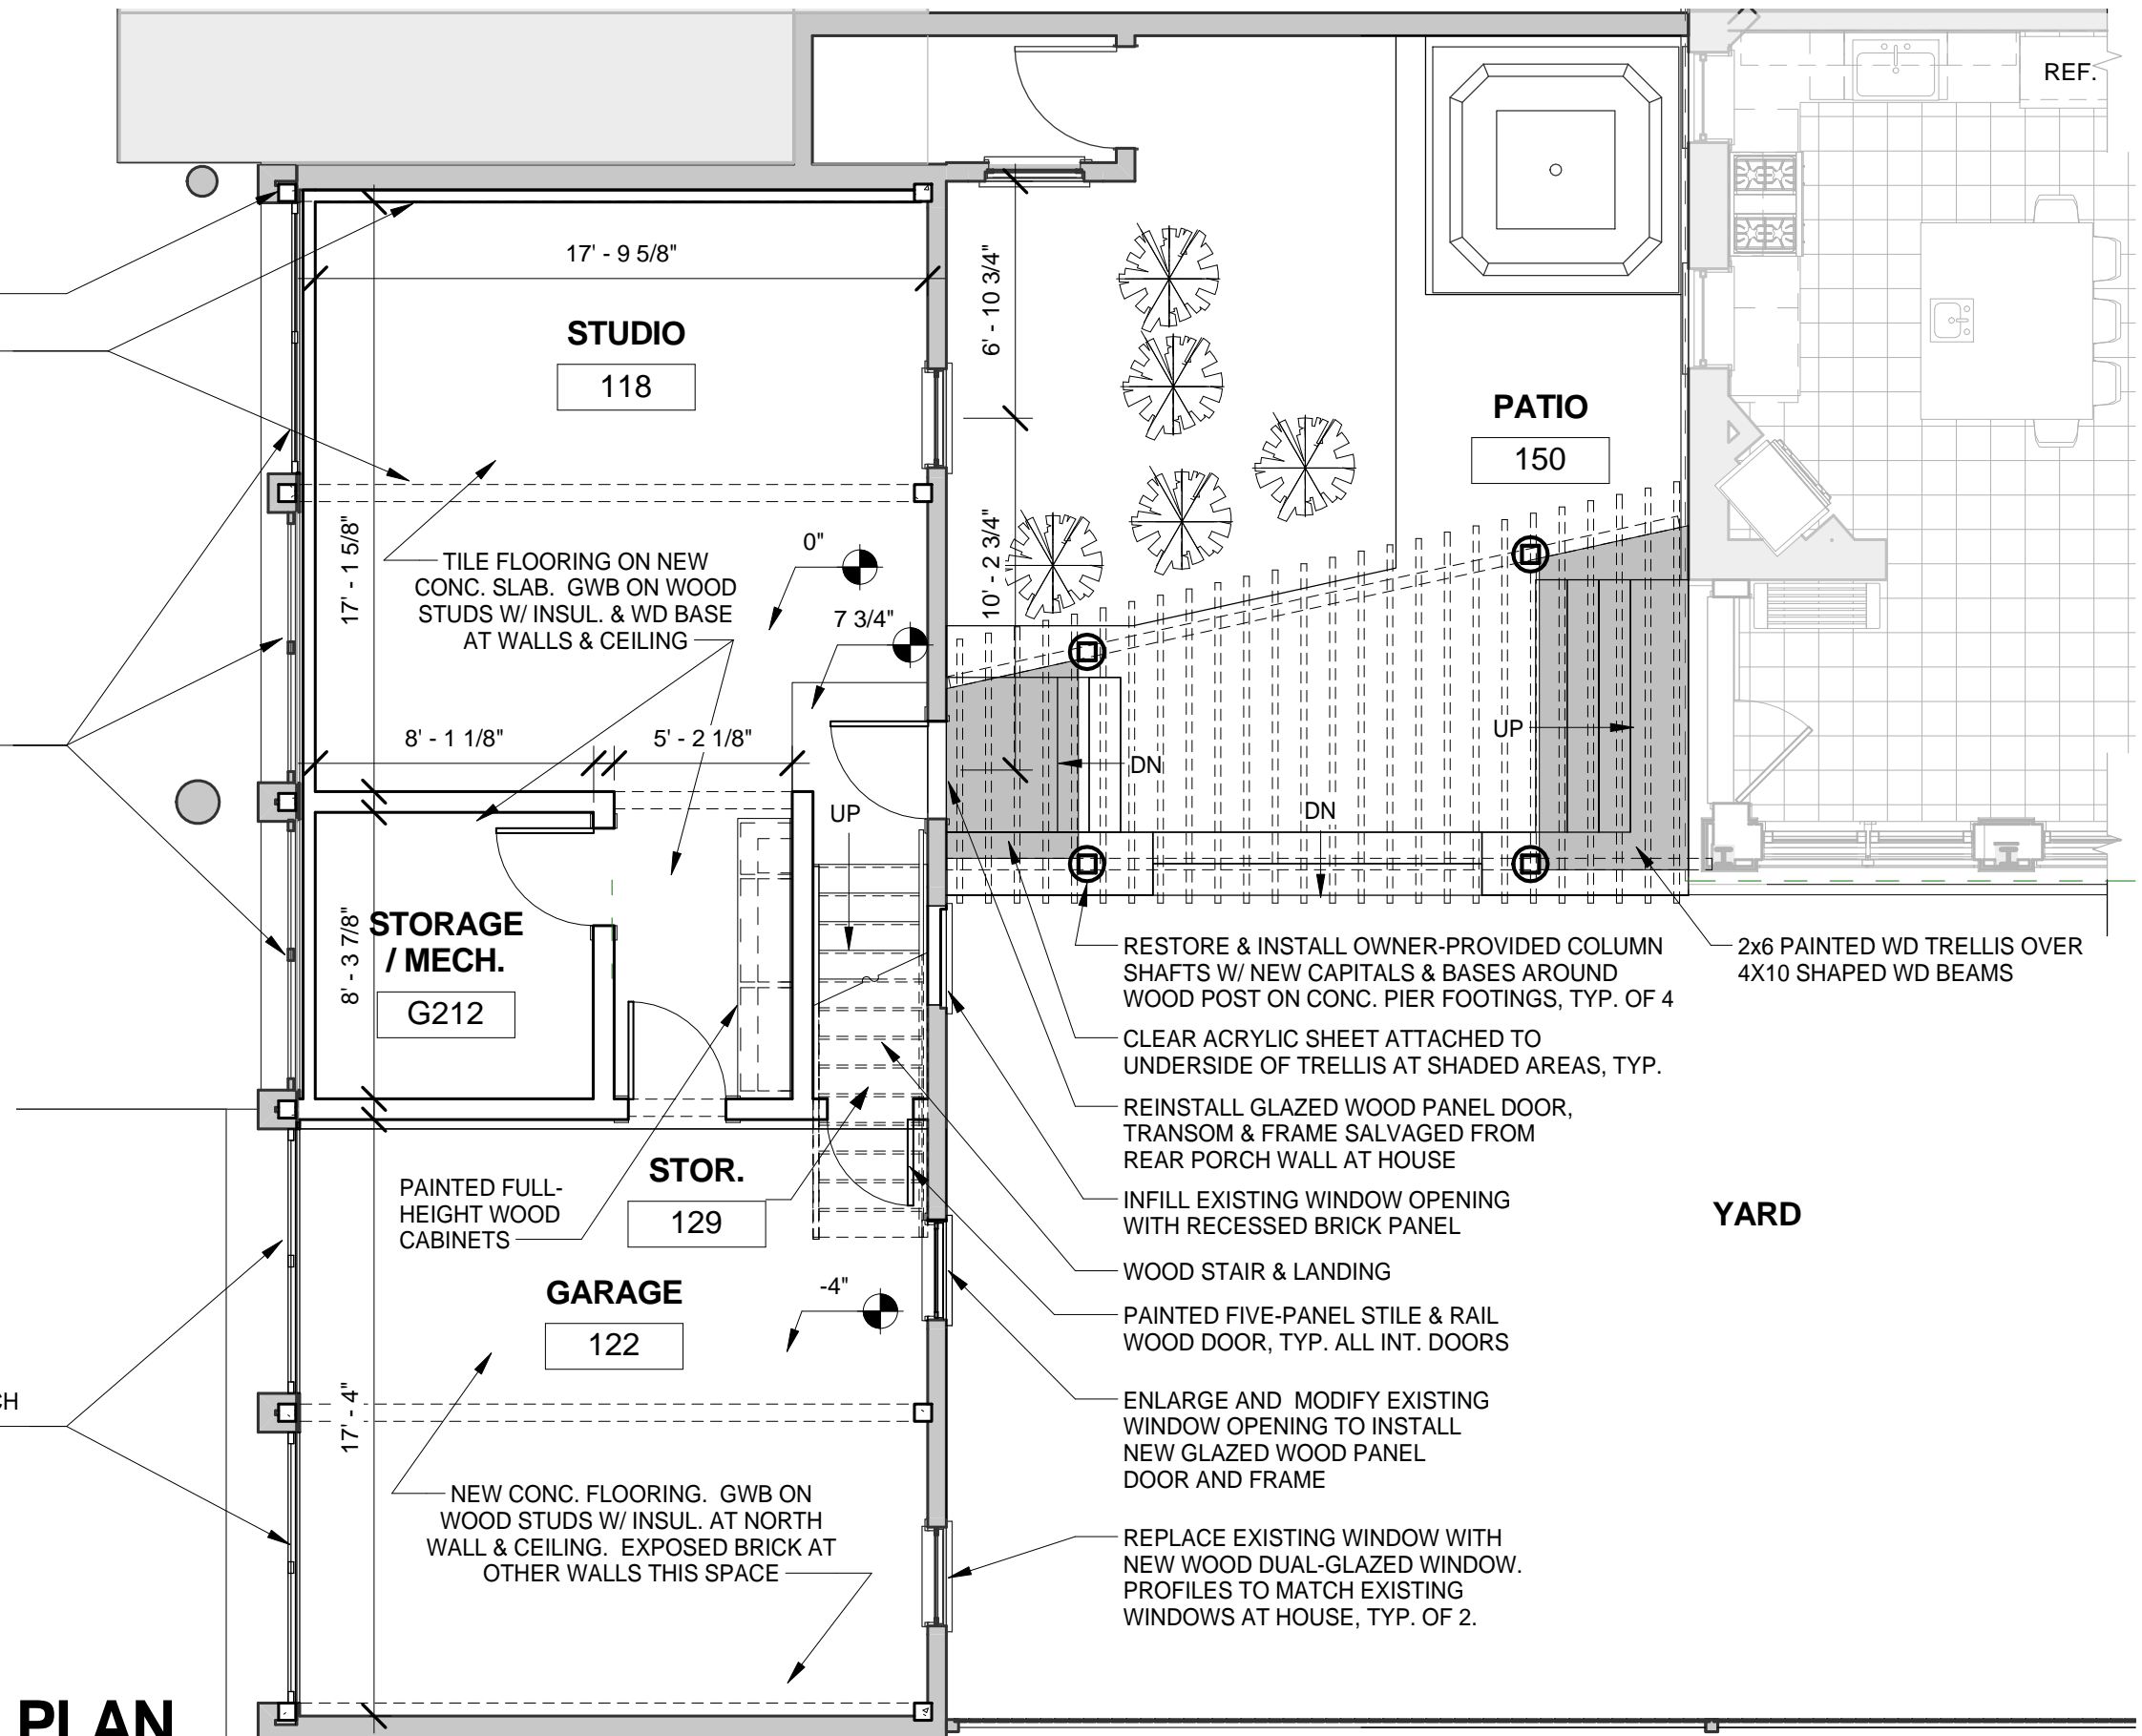 REF.
17' - 9 5/8"
STUDIO
118
6' - 10 3/4"
PATIO
150
17' - 1 5/8"
10' - 2 3/4"
0"
TILE FLOORING ON NEW
CONC. SLAB. GWB ON WOOD
STUDS W/ INSUL. & WD BASE
AT WALLS & CEILING
7 3/4"
8' - 1 1/8"
5' - 2 1/8"
UP
DN
UP
DN
STORAGE
/ MECH.
G212
8' - 3 7/8"
RESTORE & INSTALL OWNER-PROVIDED COLUMN
SHAFTS W/ NEW CAPITALS & BASES AROUND
WOOD POST ON CONC. PIER FOOTINGS, TYP. OF 4
2x6 PAINTED WD TRELLIS OVER
4X10 SHAPED WD BEAMS
CLEAR ACRYLIC SHEET ATTACHED TO
UNDERSIDE OF TRELLIS AT SHADED AREAS, TYP.
REINSTALL GLAZED WOOD PANEL DOOR,
TRANSOM & FRAME SALVAGED FROM
REAR PORCH WALL AT HOUSE
STOR.
129
PAINTED FULL-
HEIGHT WOOD
CABINETS
INFILL EXISTING WINDOW OPENING
WITH RECESSED BRICK PANEL
YARD
WOOD STAIR & LANDING
GARAGE
122
-4"
PAINTED FIVE-PANEL STILE & RAIL
WOOD DOOR, TYP. ALL INT. DOORS
CH
17' - 4"
ENLARGE AND  MODIFY EXISTING
WINDOW OPENING TO INSTALL
NEW GLAZED WOOD PANEL
DOOR AND FRAME
NEW CONC. FLOORING.  GWB ON
WOOD STUDS W/ INSUL. AT NORTH
WALL & CEILING.  EXPOSED BRICK AT
OTHER WALLS THIS SPACE
REPLACE EXISTING WINDOW WITH
NEW WOOD DUAL-GLAZED WINDOW.
PROFILES TO MATCH EXISTING
WINDOWS AT HOUSE, TYP. OF 2.
PLAN